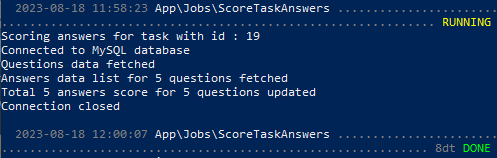 2023-08-18 11:58:23 App\Jobs\ScoreTaskAnswers ....................
..................................................... RUNNING
Scoring answers for task with id : 19
Connected to MySQL database
Questions data fetched
Answers data list for 5 questions fetched
Total 5 answers score for 5 questions updated
Connection closed
2023-08-18 12:00:07 App\Jobs\ScoreTaskAnswers ....................
..................................................... 8dt DONE